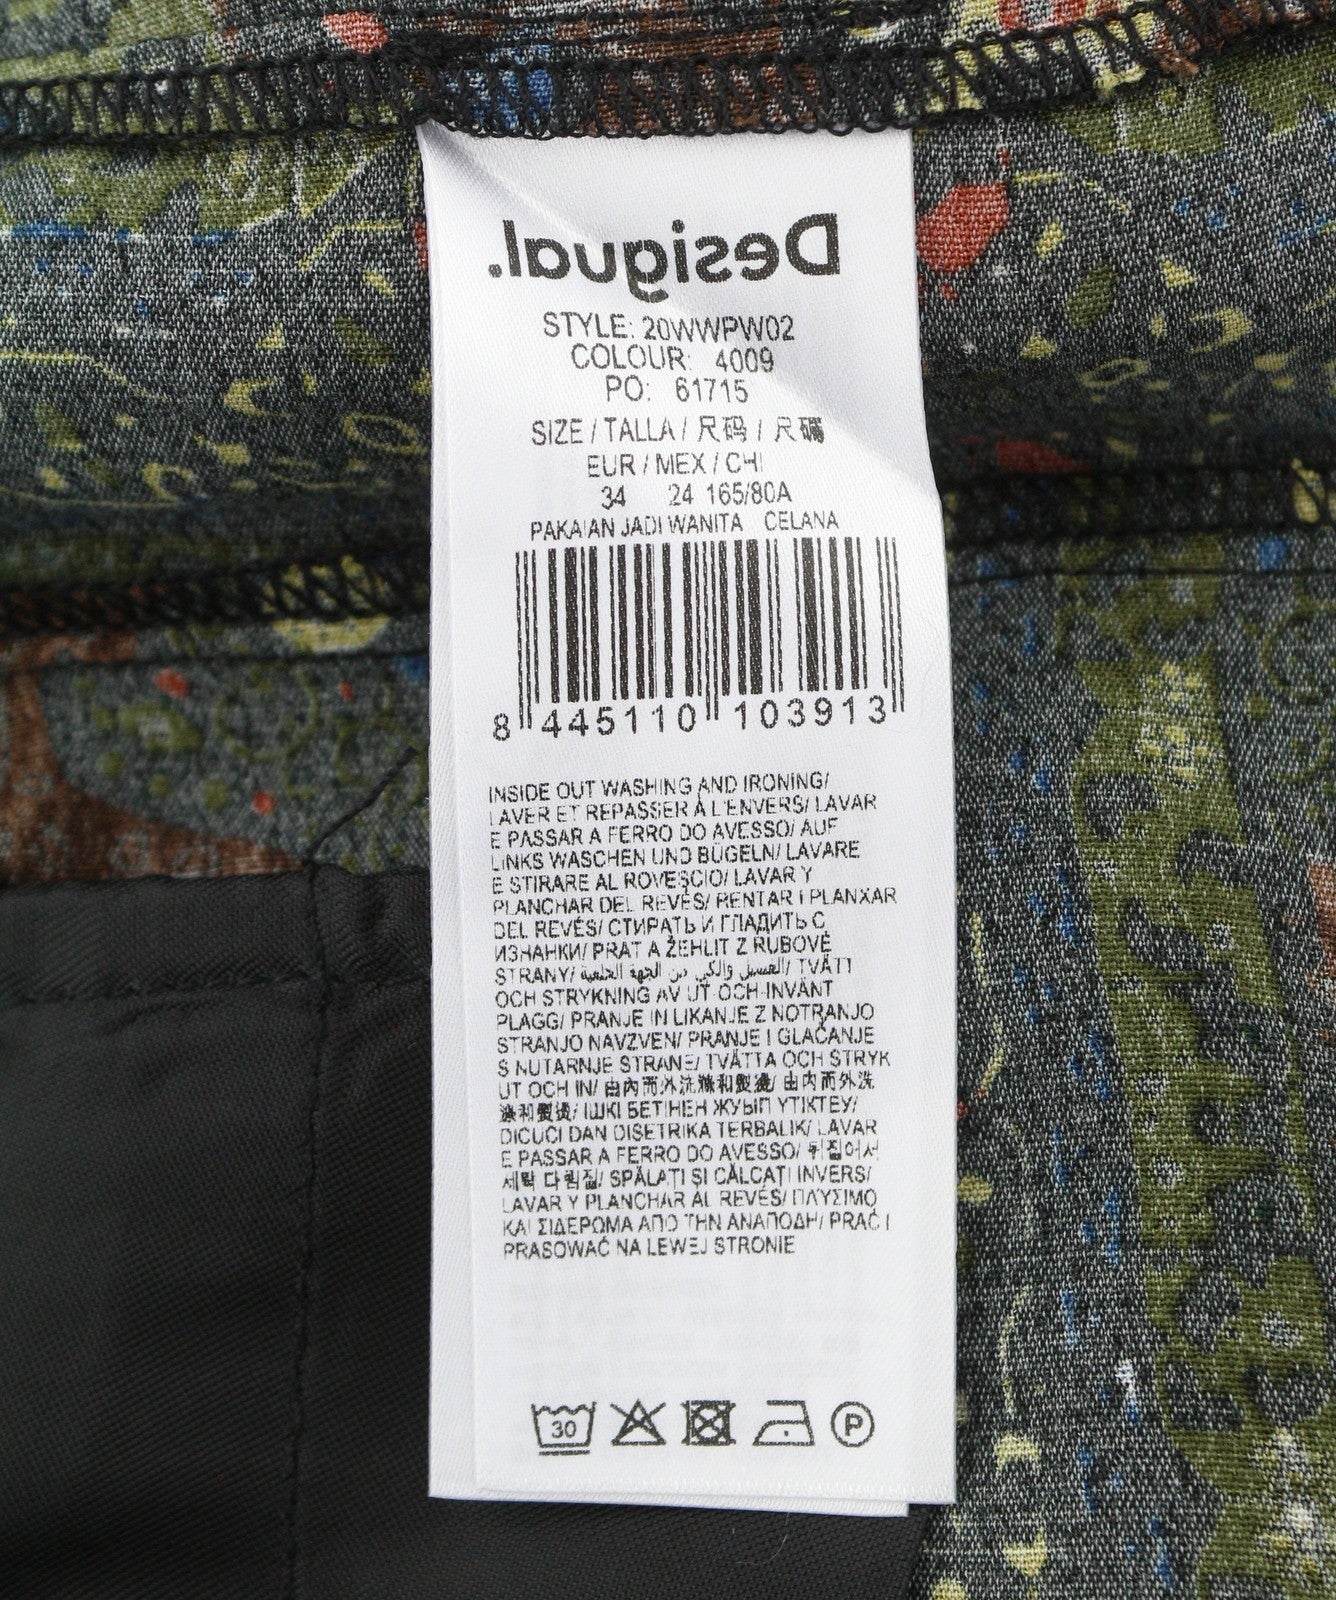 Desigual.
STYLE: 20WWPW02
COLOUR: 4009
PO: 61715
SIZE / TALLA / 尺码 / 尺碼
EUR / MEX / CHI
34 24 165/80A
PAKAIAN JADI WANITA CELANA
8 445110 103913
INSIDE OUT WASHING AND IRONING/
LAVER ET REPASSER À L'ENVERS/ LAVAR
E PASSAR A FERRO DO AVESSO/ AUF
LINKS WASCHEN UND BÜGELN/ LAVARE
E STIRARE AL ROVESCIO/ LAVAR Y
PLANCHAR DEL REVÉS/ RENTAR I PLANXAR
DEL REVÉS/ СТИРАТЬ И ГЛАДИТЬ С
ИЗНАНКИ/ PRAT A ŽEHLIT Z RUBOVÉ
STRANY/ الغسيل والكي من الجهة الخلفية/ TVÄTT
OCH STRYKNING AV UT OCH INVÄNT
PLAGG/ PRANJE IN LIKANJE Z NOTRANJO
STRANJO NAVZVEN/ PRANJE I GLAČANJE
S NUTARNJE STRANE/ TVÄTTA OCH STRYK
UT OCH IN/ 由內而外洗滌和熨燙/ 由内而外洗
滌和熨燙/ ІШКІ БЕТІНЕН ЖУЫП ҮТІКТЕУ/
DICUCI DAN DISETRIKA TERBALIK/ LAVAR
E PASSAR A FERRO DO AVESSO/ 뒤집어서
세탁 다림질/ SPĂLAȚI ȘI CĂLCAȚI INVERS/
LAVAR Y PLANCHAR AL REVÉS/ ΠΛΥΣΙΜΟ
ΚΑΙ ΣΙΔΕΡΟΜΑ ΑΠΟ ΤΗΝ ΑΝΑΠΟΔΗ/ PRAĆ I
PRASOWAĆ NA LEWEJ STRONIE
30 P